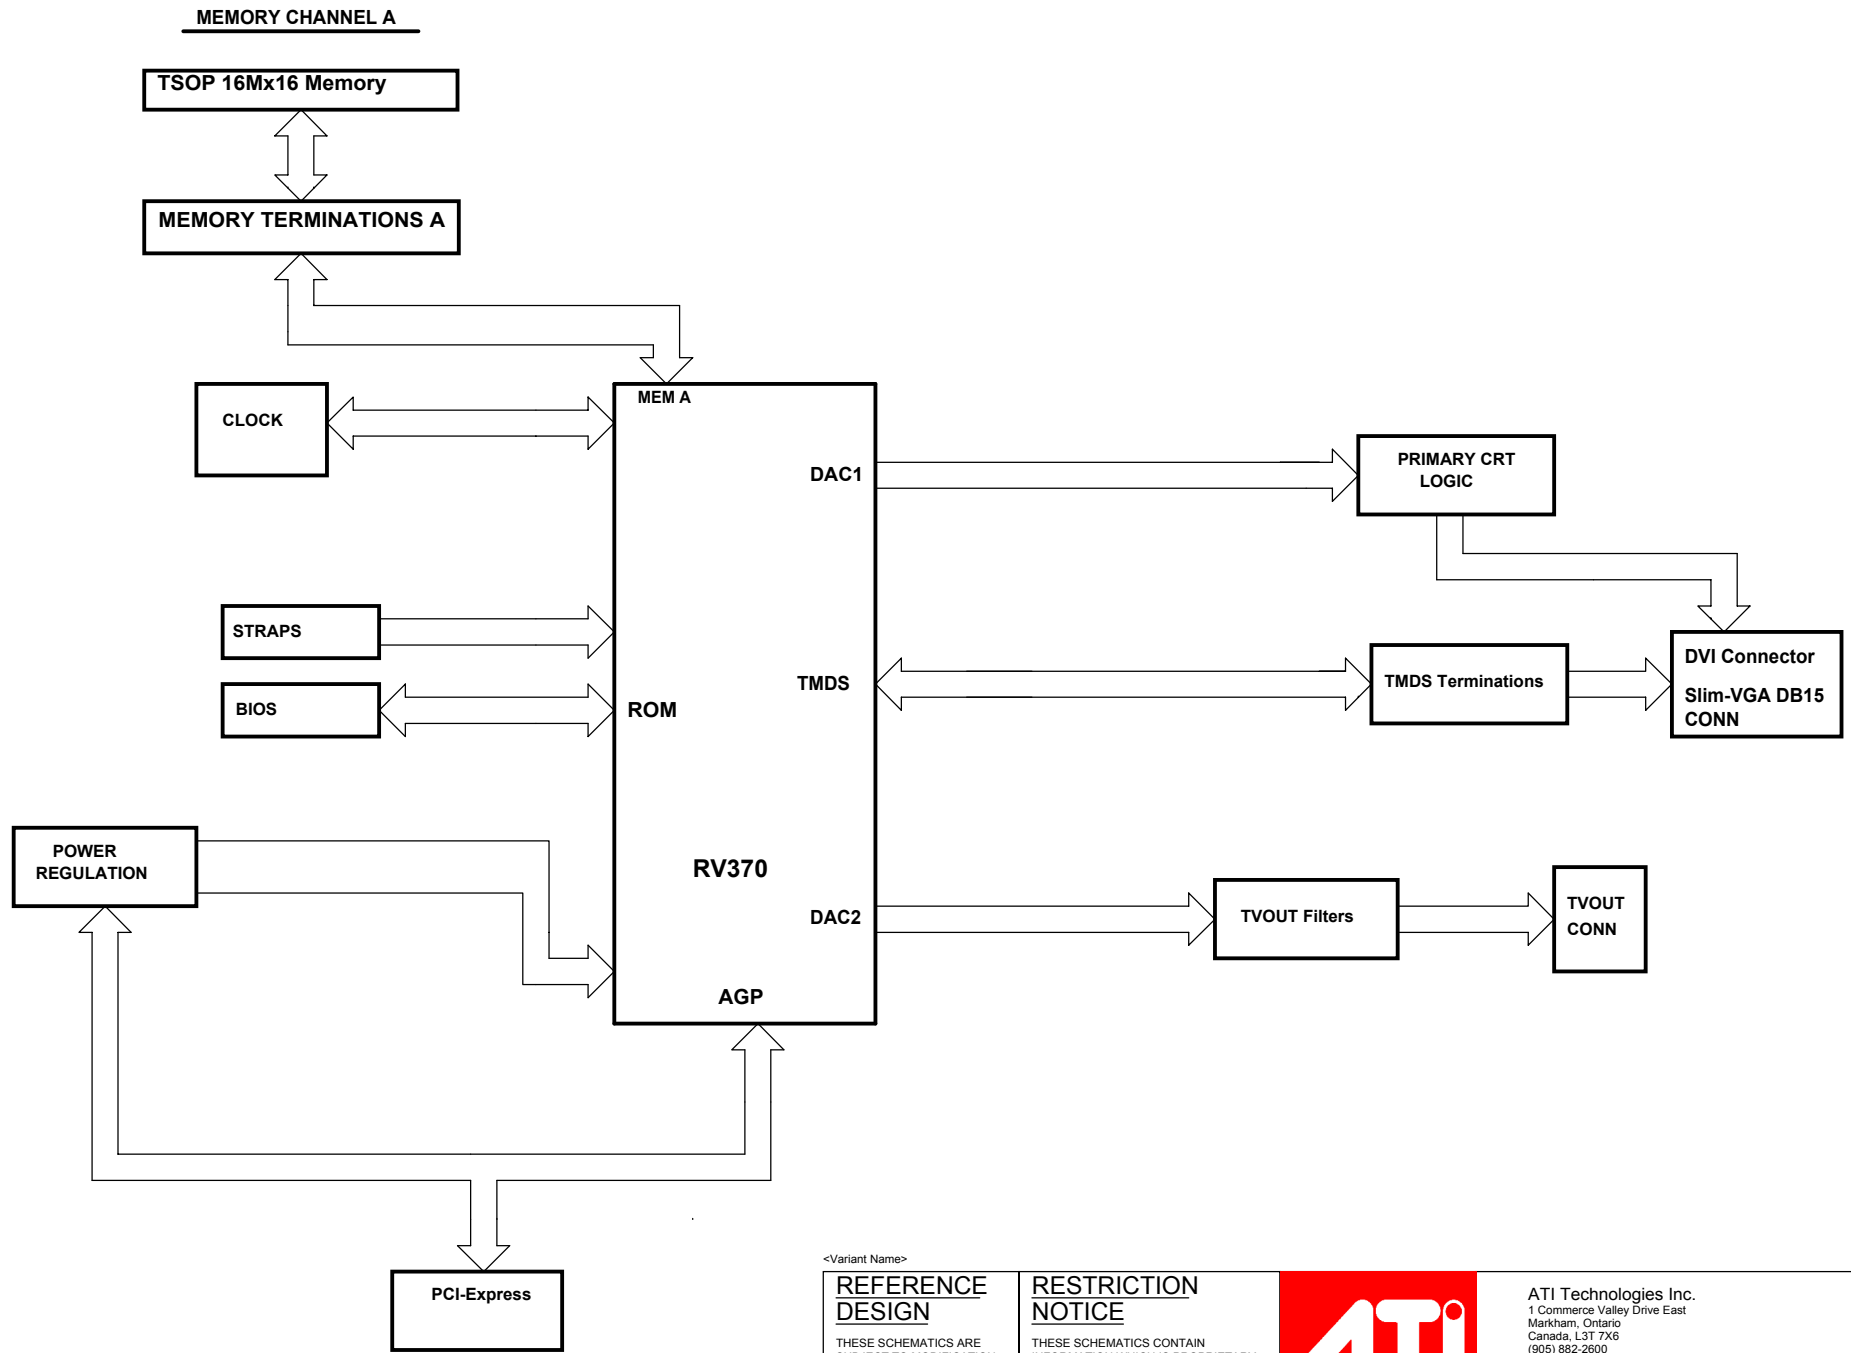 MEMORY CHANNEL A
TSOP 16Mx16 Memory
MEMORY TERMINATIONS A
MEM A
CLOCK
DAC1
PRIMARY CRT
LOGIC
STRAPS
BIOS
ROM
TMDS
TMDS Terminations
DVI Connector
Slim-VGA DB15
CONN
POWER
REGULATION
RV370
DAC2
TVOUT Filters
TVOUT
CONN
AGP
PCI-Express
<Variant Name>
REFERENCE
DESIGN
THESE SCHEMATICS ARE
RESTRICTION
NOTICE
THESE SCHEMATICS CONTAIN
ATI
ATI Technologies Inc.
1 Commerce Valley Drive East
Markham, Ontario
Canada, L3T 7X6
(905) 882-2600